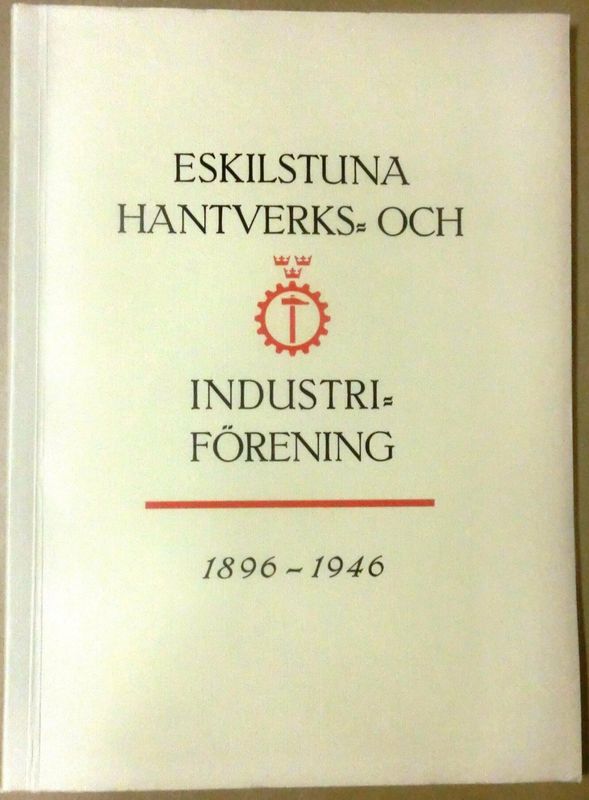 ESKILSTUNA
HANTVERKS= OCH
INDUSTRI=
FÖRENING
1896–1946